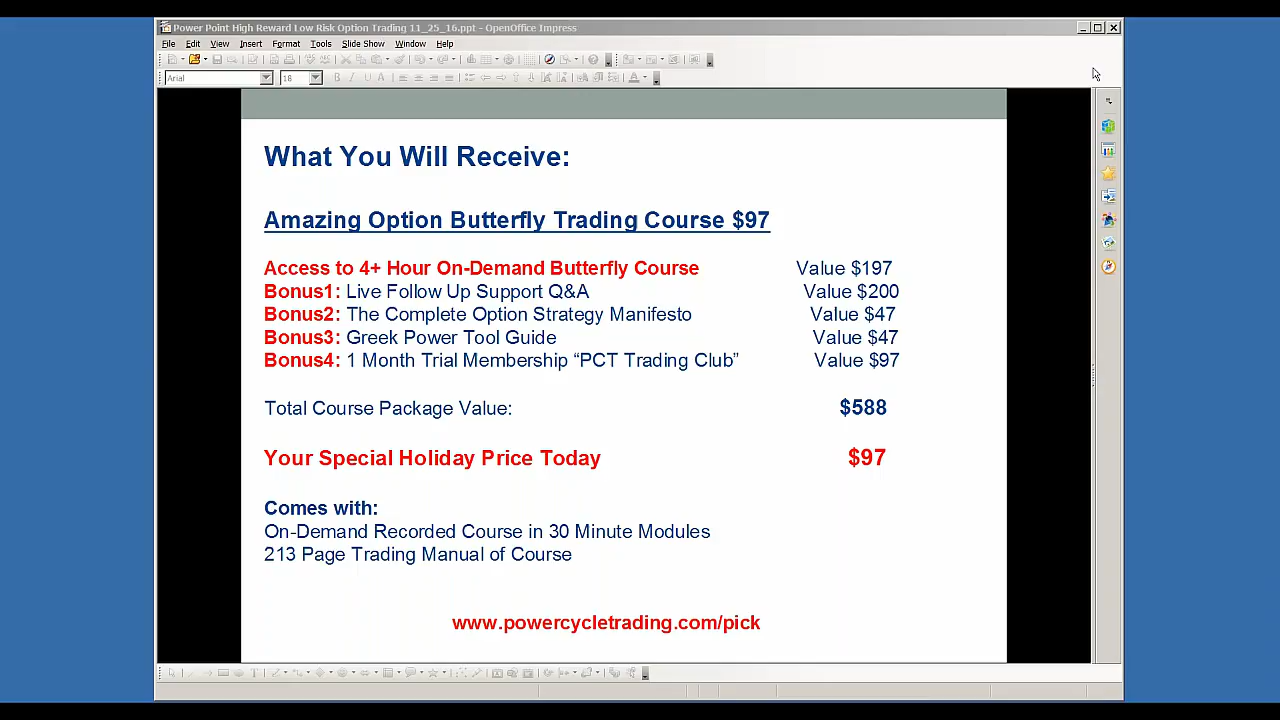 Power Point High Reward Low Risk Option Trading 11_25_16.ppt - OpenOffice Impress
File Edit View Insert Format Tools Slide Show Window Help
Arial 18
What You Will Receive:
Amazing Option Butterfly Trading Course $97
Access to 4+ Hour On-Demand Butterfly Course Value $197
Bonus1: Live Follow Up Support Q&A Value $200
Bonus2: The Complete Option Strategy Manifesto Value $47
Bonus3: Greek Power Tool Guide Value $47
Bonus4: 1 Month Trial Membership “PCT Trading Club” Value $97
Total Course Package Value: $588
Your Special Holiday Price Today $97
Comes with:
On-Demand Recorded Course in 30 Minute Modules
213 Page Trading Manual of Course
www.powercycletrading.com/pick